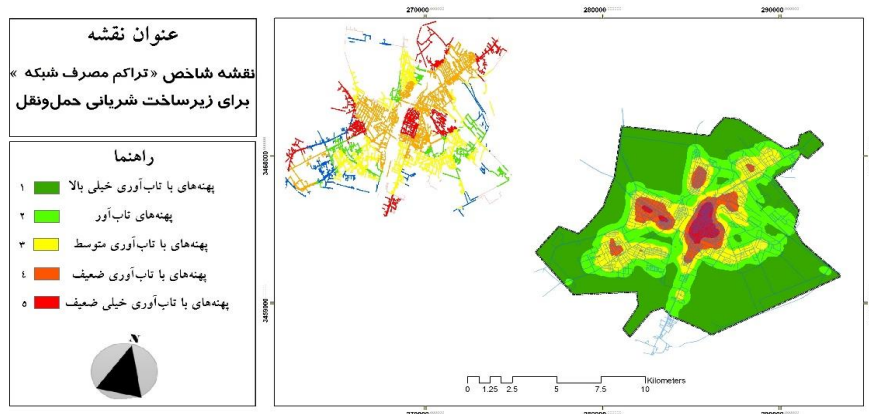 عنوان نقشه
نقشه شاخص «تراکم مصرف شبکه »
برای زیرساخت شریانی حمل‌ونقل
راهنما
پهنه‌های با تاب‌آوری خیلی بالا ۱
پهنه‌های تاب‌آور ۲
پهنه‌های با تاب‌آوری متوسط ۳
پهنه‌های با تاب‌آوری ضعیف ۴
پهنه‌های با تاب‌آوری خیلی ضعیف ۵
N
270000 280000 290000
3468000
3459000
Kilometers
0 1.25 2.5 5 7.5 10